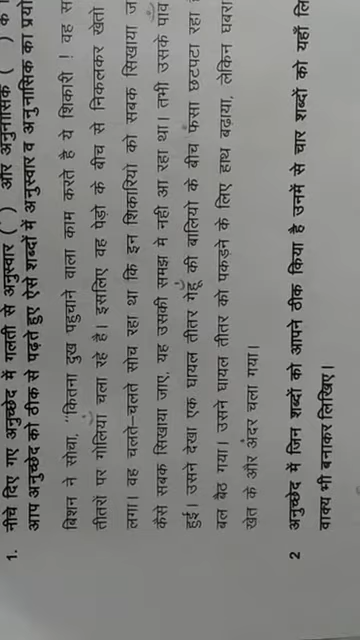 1. नीचे दिए गए अनुच्छेद में गलती से अनुस्वार ( ं ) और अनुनासिक ( ँ ) के
आप अनुच्छेद को ठीक से पढ़ते हुए ऐसे शब्दों में अनुस्वार व अनुनासिक का
बिशन ने सोचा, "कितना दुख पहुचाने वाला काम करते है ये शिकारी ! वह
तीतरों पर गोलिया चला रहे है। इसलिए वह पेड़ो के बीच से निकलकर खेतो
लगा। वह चलते-चलते सोच रहा था कि इन शिकारियो को सबक सिखाया
कैसे सबक सिखाया जाए, यह उसकी समझ मे नही आ रहा था। तभी उसके पाँव
हुई। उसने देखा एक घायल तीतर गेहूँ की बालियो के बीच फंसा छटपटा रहा
बल बैठ गया। उसने घायल तीतर को पकड़ने के लिए हाथ बढ़ाया, लेकिन
खेत के और अंदर चला गया।
2 अनुच्छेद में जिन शब्दों को आपने ठीक किया है उनमें से चार शब्दों को यहाँ
वाक्य भी बनाकर लिखिए।